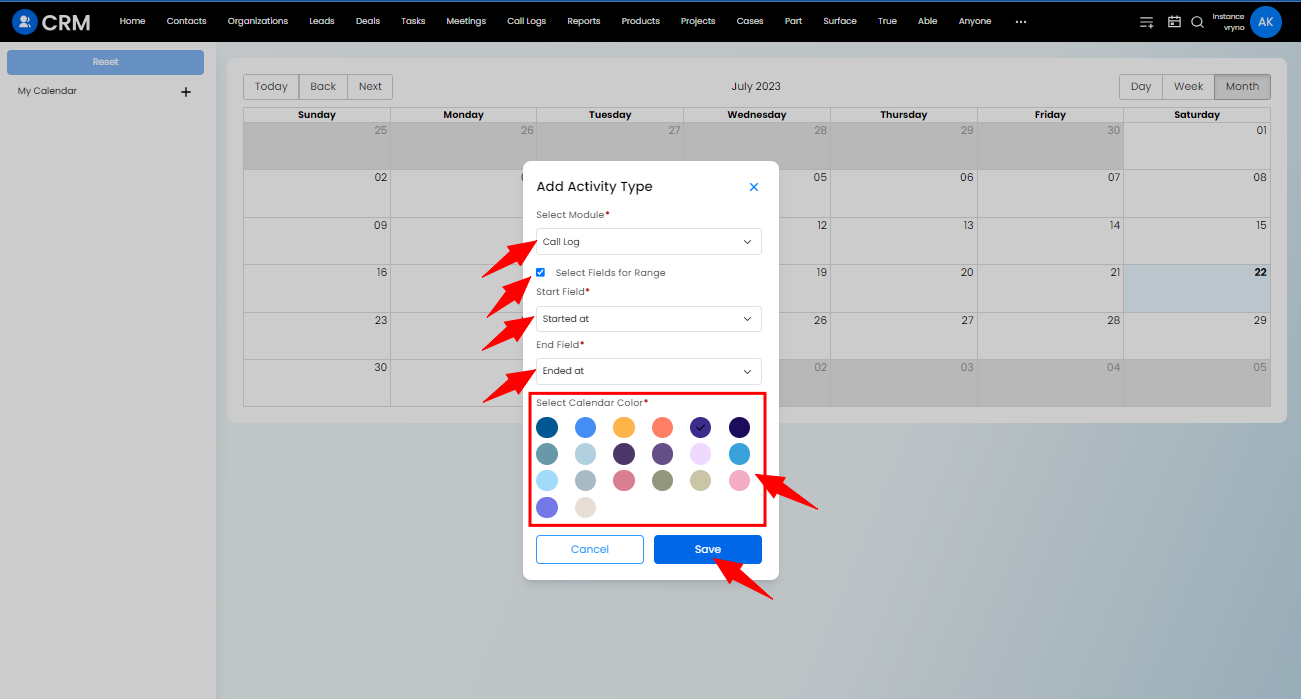 CRM Home Contacts Organizations Leads Deals Tasks Meetings Call Logs Reports Products Projects Cases Part Surface True Able Anyone ... Instance
vryno AK
Reset
My Calendar +
Today Back Next July 2023 Day Week Month
Sunday Monday Tuesday Wednesday Thursday Friday Saturday
25 26 27 28 29 30 01
02 05 06 07 08
09 12 13 14 15
16 19 20 21 22
23 26 27 28 29
30 02 03 04 05
Add Activity Type
Select Module*
Call Log
Select Fields for Range
Start Field*
Started at
End Field*
Ended at
Select Calendar Color*
Cancel Save